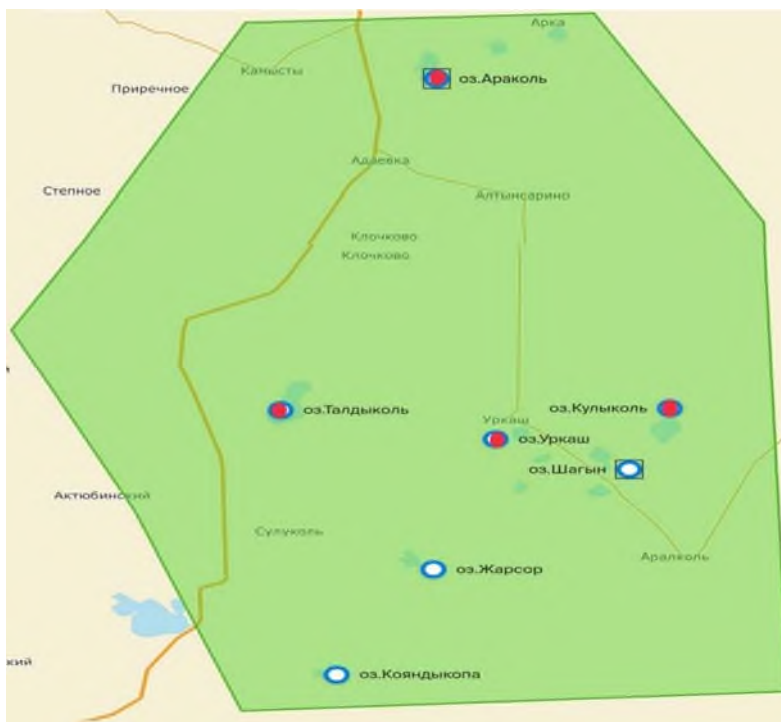 Арка
Камысты
оз.Араколь
Приречное
Адаевка
Степное
Алтынсарино
Клочково
Клочково
оз.Талдыколь
оз.Кулыколь
Уркаш
оз.Уркаш
оз.Шагын
Актюбинский
Сулуколь
Аралколь
оз.Жарсор
кий
оз.Кояндыкопа